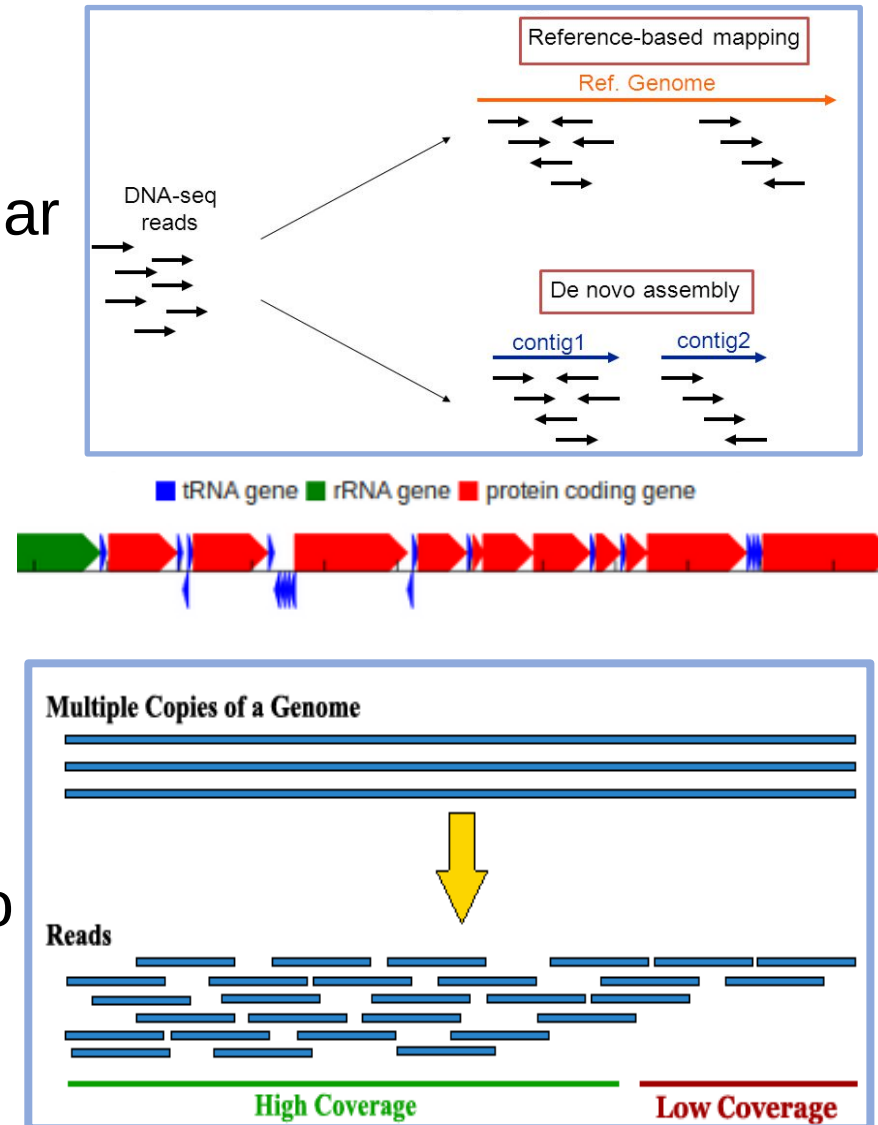 Reference-based mapping
Ref. Genome
ar
DNA-seq
reads
De novo assembly
contig1 contig2
tRNA gene rRNA gene protein coding gene
Multiple Copies of a Genome
Reads
High Coverage Low Coverage